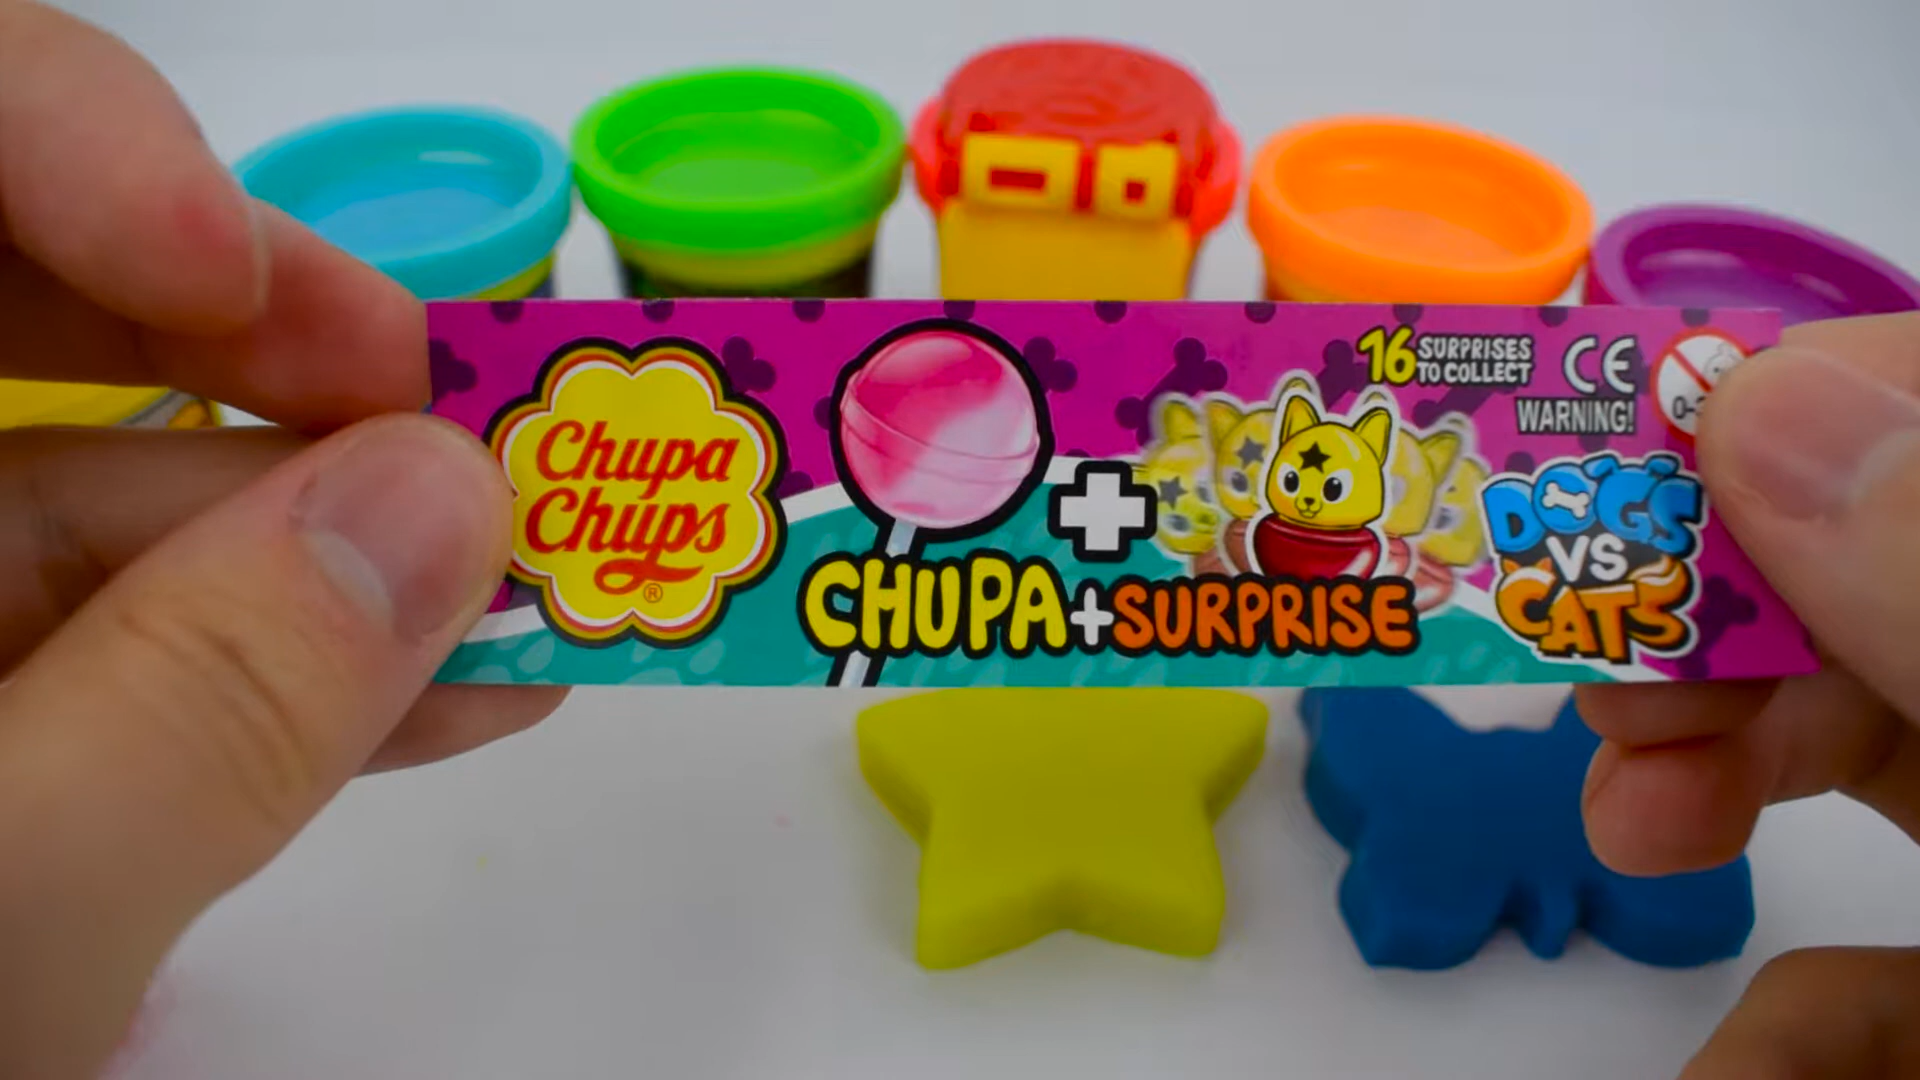 Chupa
Chups
®
CHUPA+SURPRISE
16 SURPRISES
TO COLLECT
CE
WARNING!
DOGS
VS
CATS